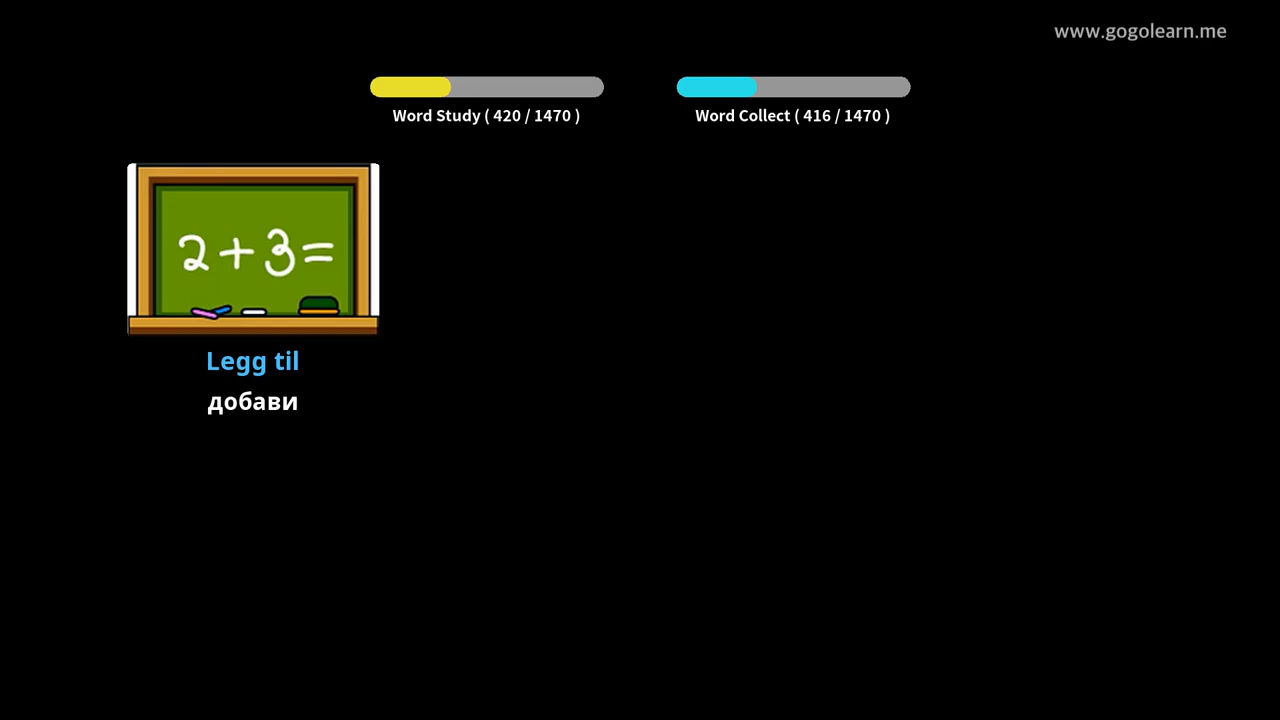 www.gogolearn.me
Word Study ( 420 / 1470 )
Word Collect ( 416 / 1470 )
2+3=
Legg til
добави